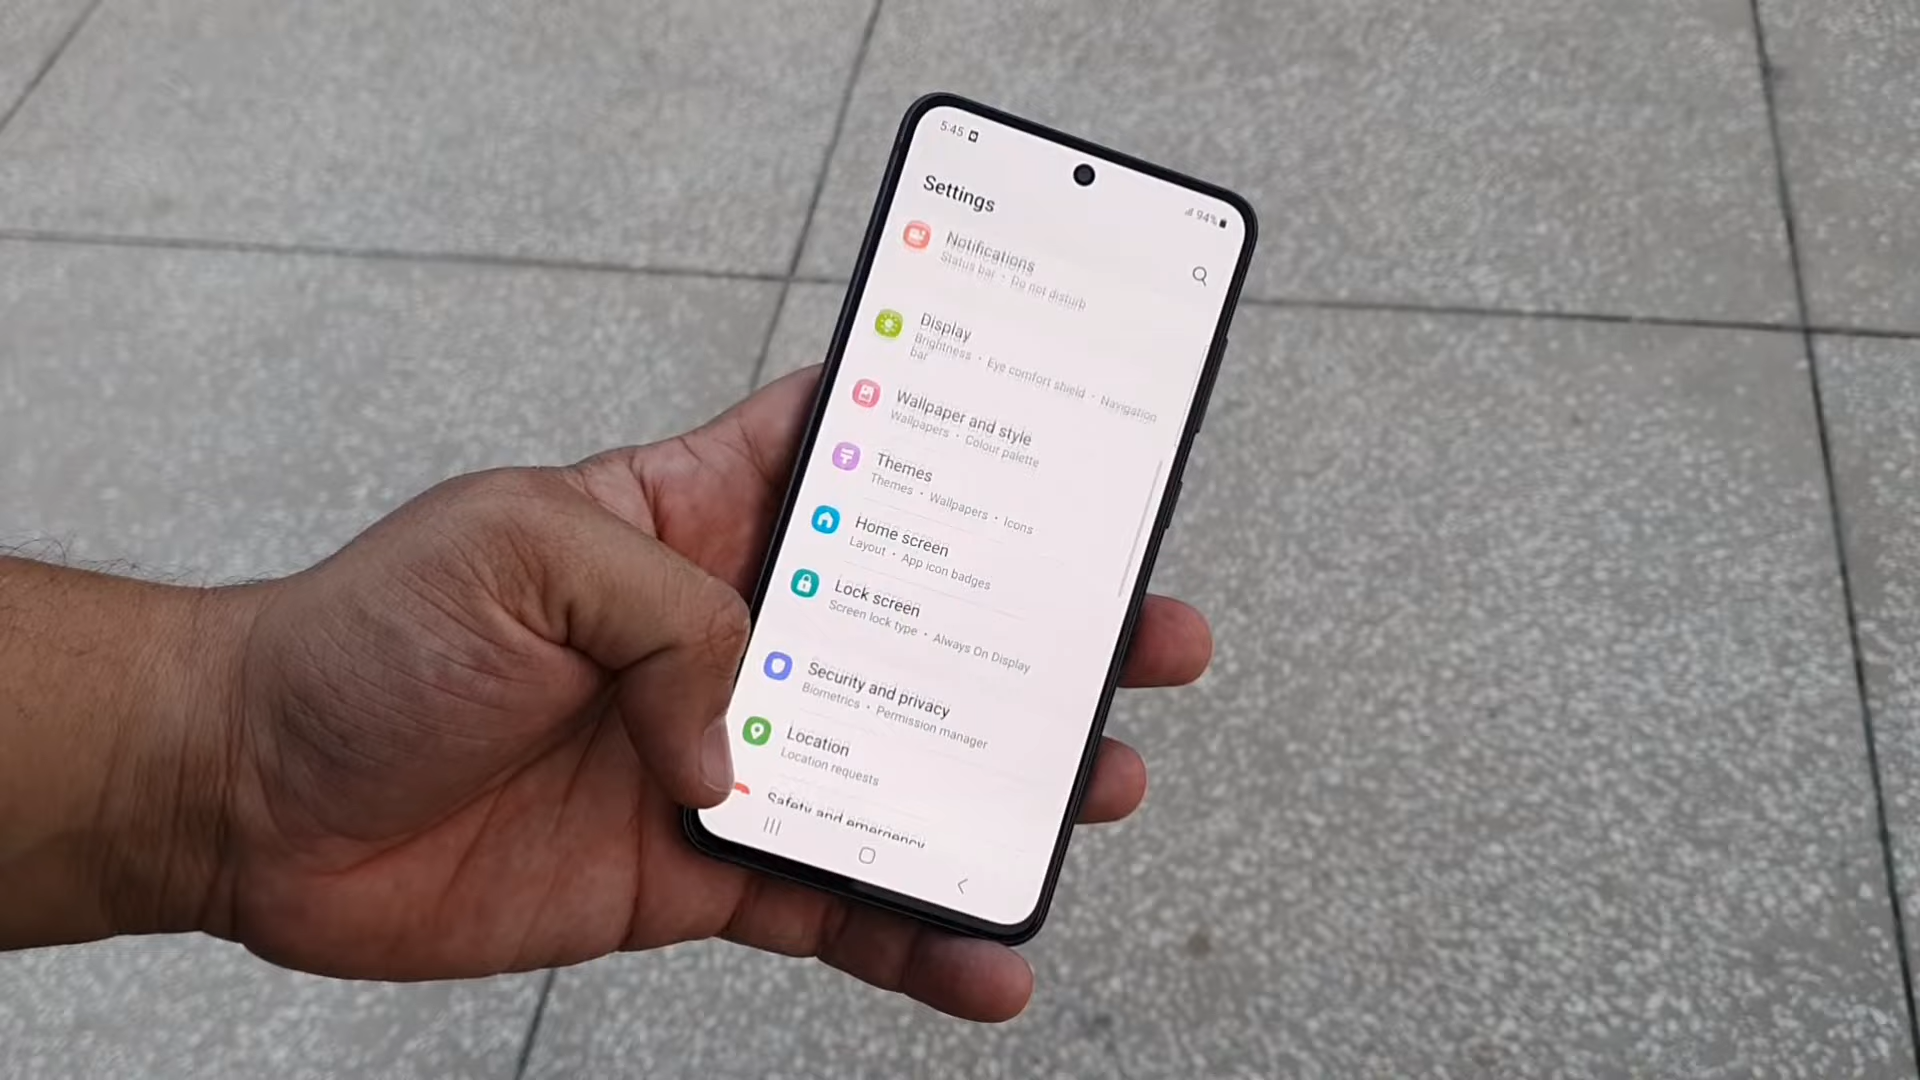 5:45
94%
Settings
Notifications
Status bar • Do not disturb
Display
Brightness • Eye comfort shield • Navigation
bar
Wallpaper and style
Wallpapers • Colour palette
Themes
Themes • Wallpapers • Icons
Home screen
Layout • App icon badges
Lock screen
Screen lock type • Always On Display
Security and privacy
Biometrics • Permission manager
Location
Location requests
Safety and emergency